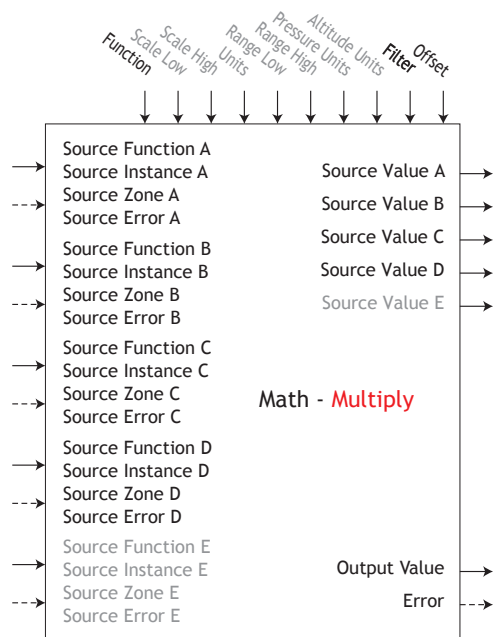 Function
Scale Low
Scale High
Units
Range Low
Range High
Pressure Units
Altitude Units
Filter
Offset
Source Function A
Source Instance A
Source Zone A
Source Error A
Source Function B
Source Instance B
Source Zone B
Source Error B
Source Function C
Source Instance C
Source Zone C
Source Error C
Source Function D
Source Instance D
Source Zone D
Source Error D
Source Function E
Source Instance E
Source Zone E
Source Error E
Source Value A
Source Value B
Source Value C
Source Value D
Source Value E
Math - Multiply
Output Value
Error